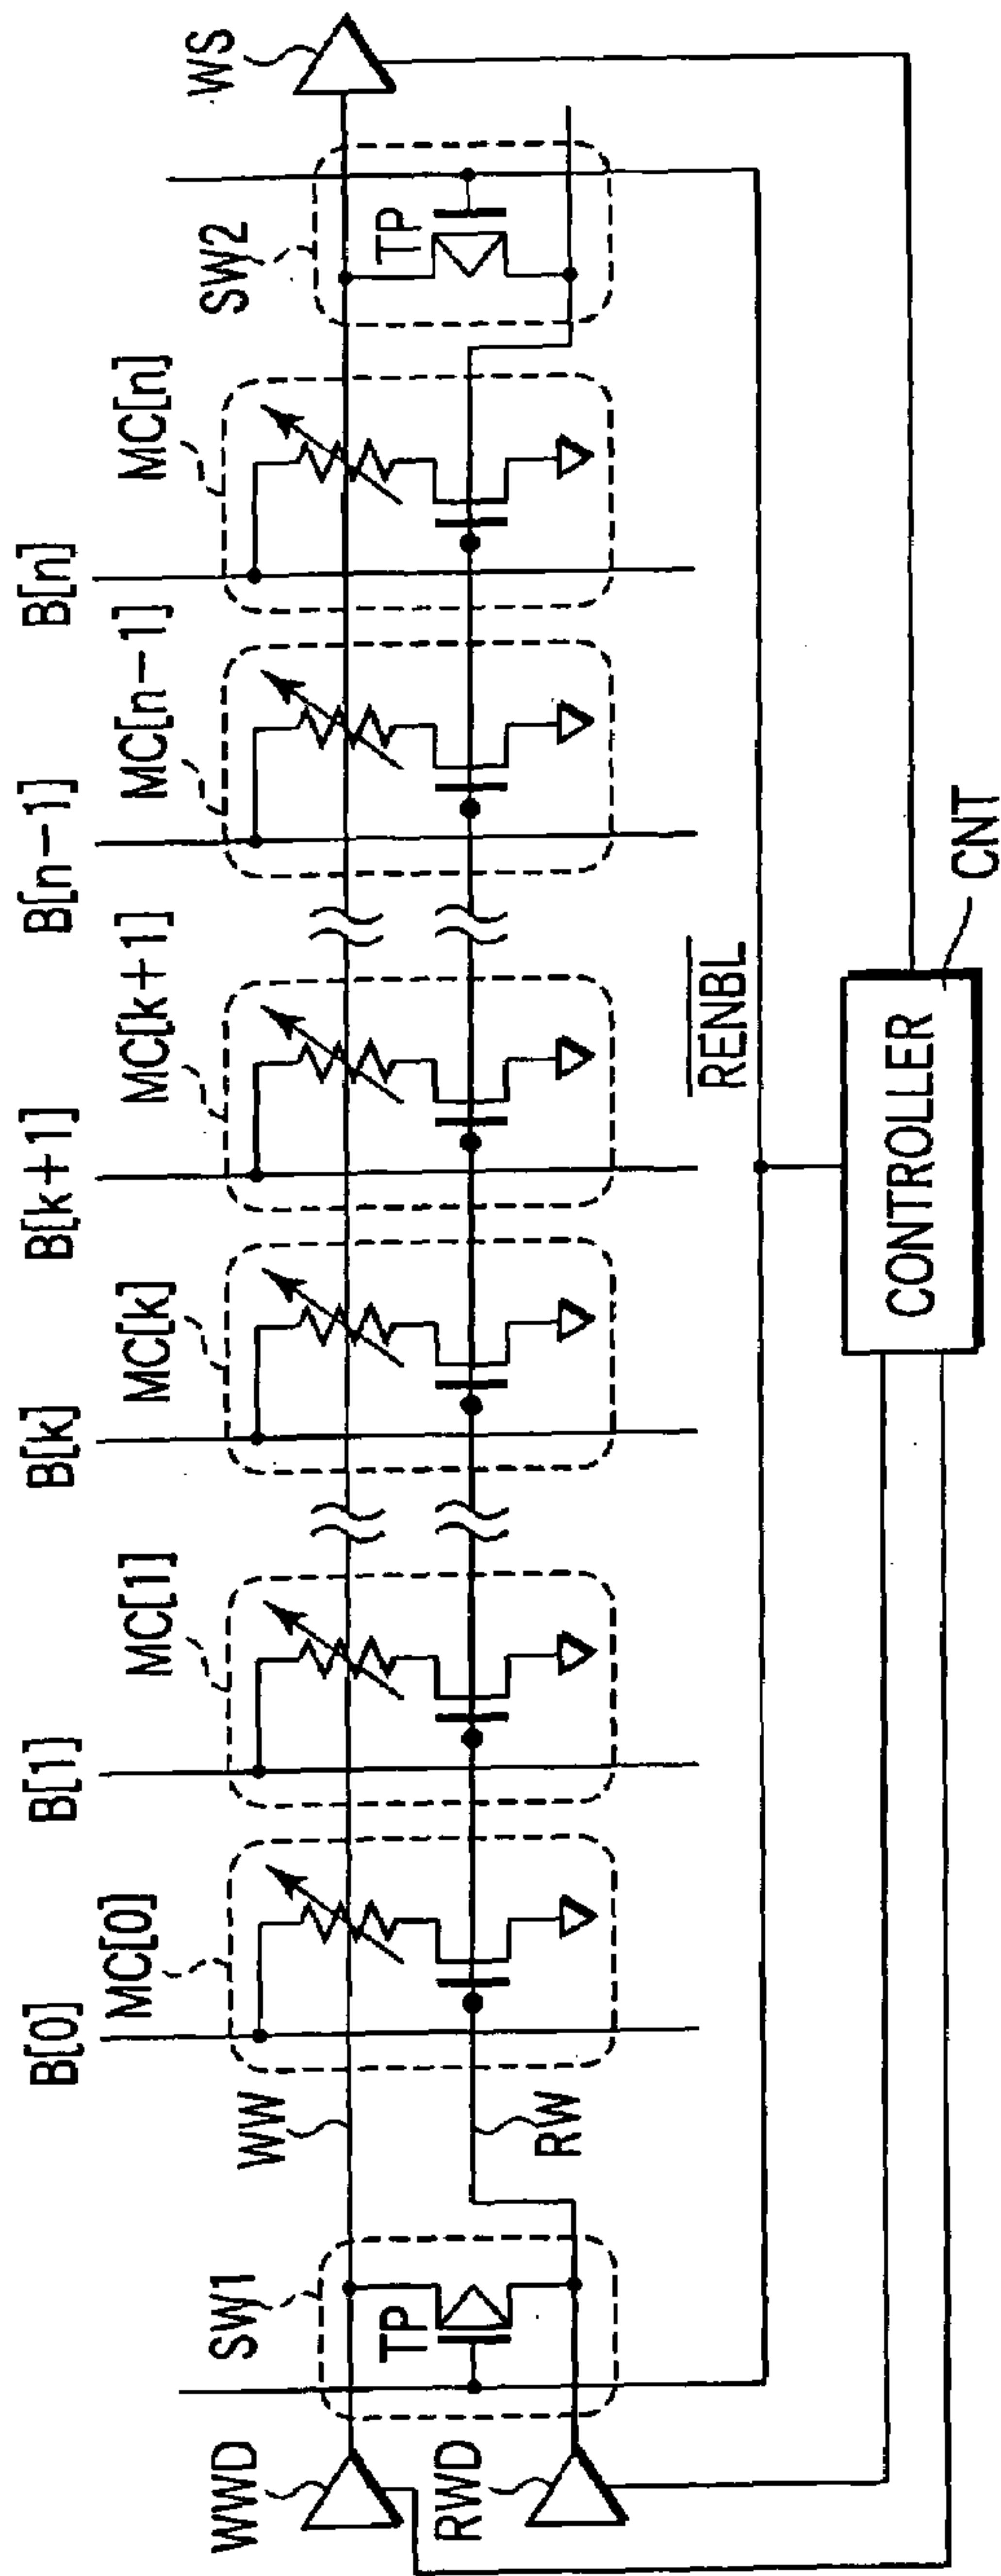 B[0]
B[1]
B[k]
B[k+1]
B[n-1]
B[n]
MC[0]
MC[1]
MC[k]
MC[k+1]
MC[n-1]
MC[n]
SW1
SW2
WS
WWD
WW
TP
TP
RWD
RW
RENBL
CONTROLLER
CNT